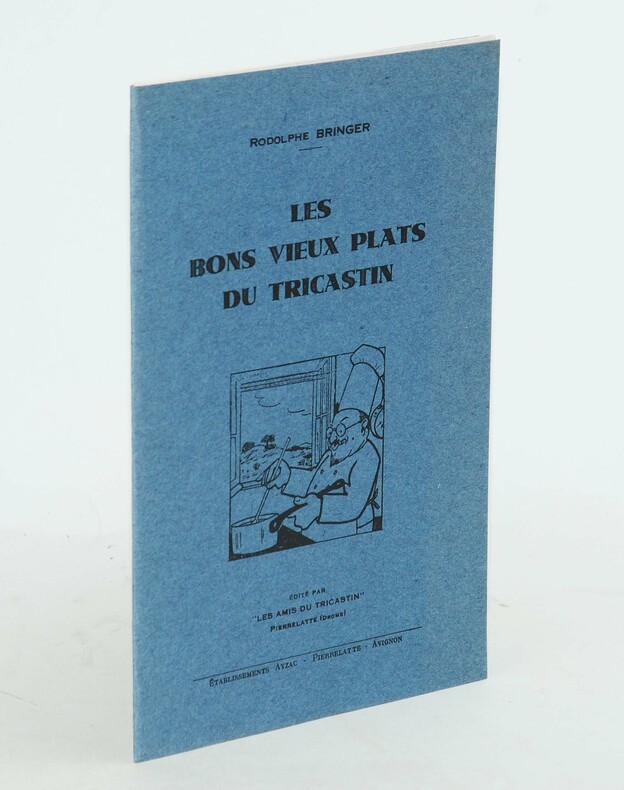 RODOLPHE BRINGER
LES
BONS VIEUX PLATS
DU TRICASTIN
ÉDITÉ PAR
"LES AMIS DU TRICASTIN"
PIERRELATTE (DROME)
ÉTABLISSEMENTS AYZAC - PIERRELATTE - AVIGNON